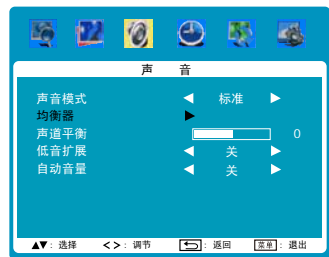 声 音
声音模式 ◀ 标准 ▶
均衡器 ▶
声道平衡 0
低音扩展 ◀ 关 ▶
自动音量 ◀ 关 ▶
▲▼: 选择 <>: 调节 : 返回 菜单: 退出